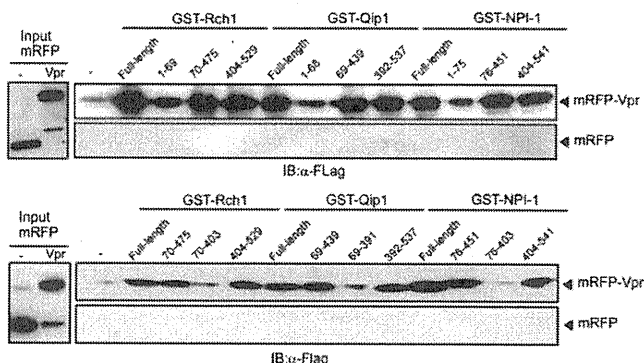 Input
mRFP
- Vpr
GST-Rch1 GST-Qip1 GST-NPI-1
- Full-length 1-69 70-475 404-529 Full-length 1-68 69-439 392-537 Full-length 1-75 76-451 404-541
mRFP-Vpr
mRFP
IB:α-FLag
Input
mRFP
- Vpr
GST-Rch1 GST-Qip1 GST-NPI-1
- Full-length 70-475 70-403 404-529 Full-length 69-439 69-391 392-537 Full-length 76-451 76-403 404-541
mRFP-Vpr
mRFP
IB:α-Flag